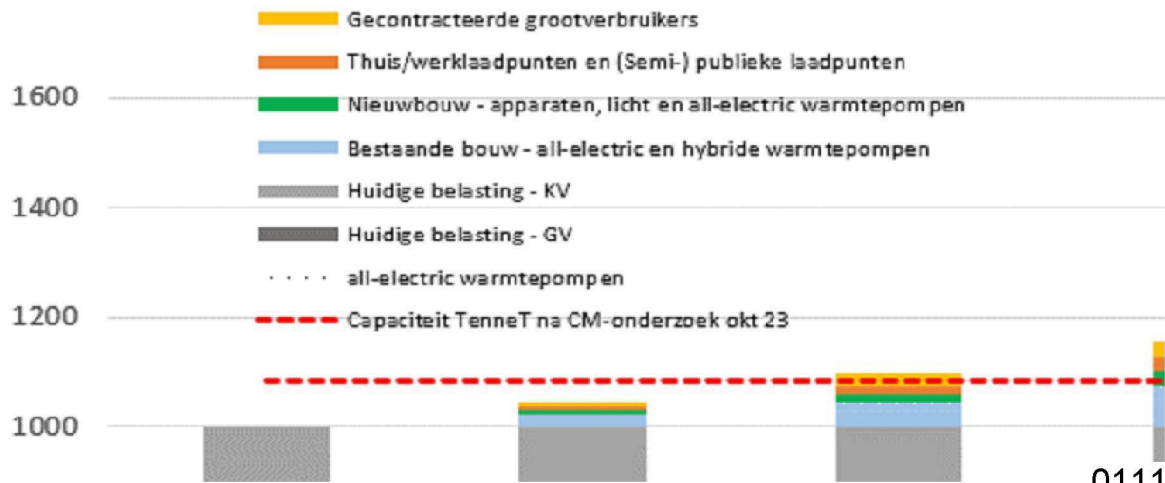 Gecontracteerde grootverbruikers
Thuis/werklaadpunten en (Semi-) publieke laadpunten
1600
Nieuwbouw - apparaten, licht en all-electric warmtepompen
Bestaande bouw - all-electric en hybride warmtepompen
Huidige belasting - KV
1400
Huidige belasting - GV
all-electric warmtepompen
1200
Capaciteit TenneT na CM-onderzoek okt 23
1000
0111